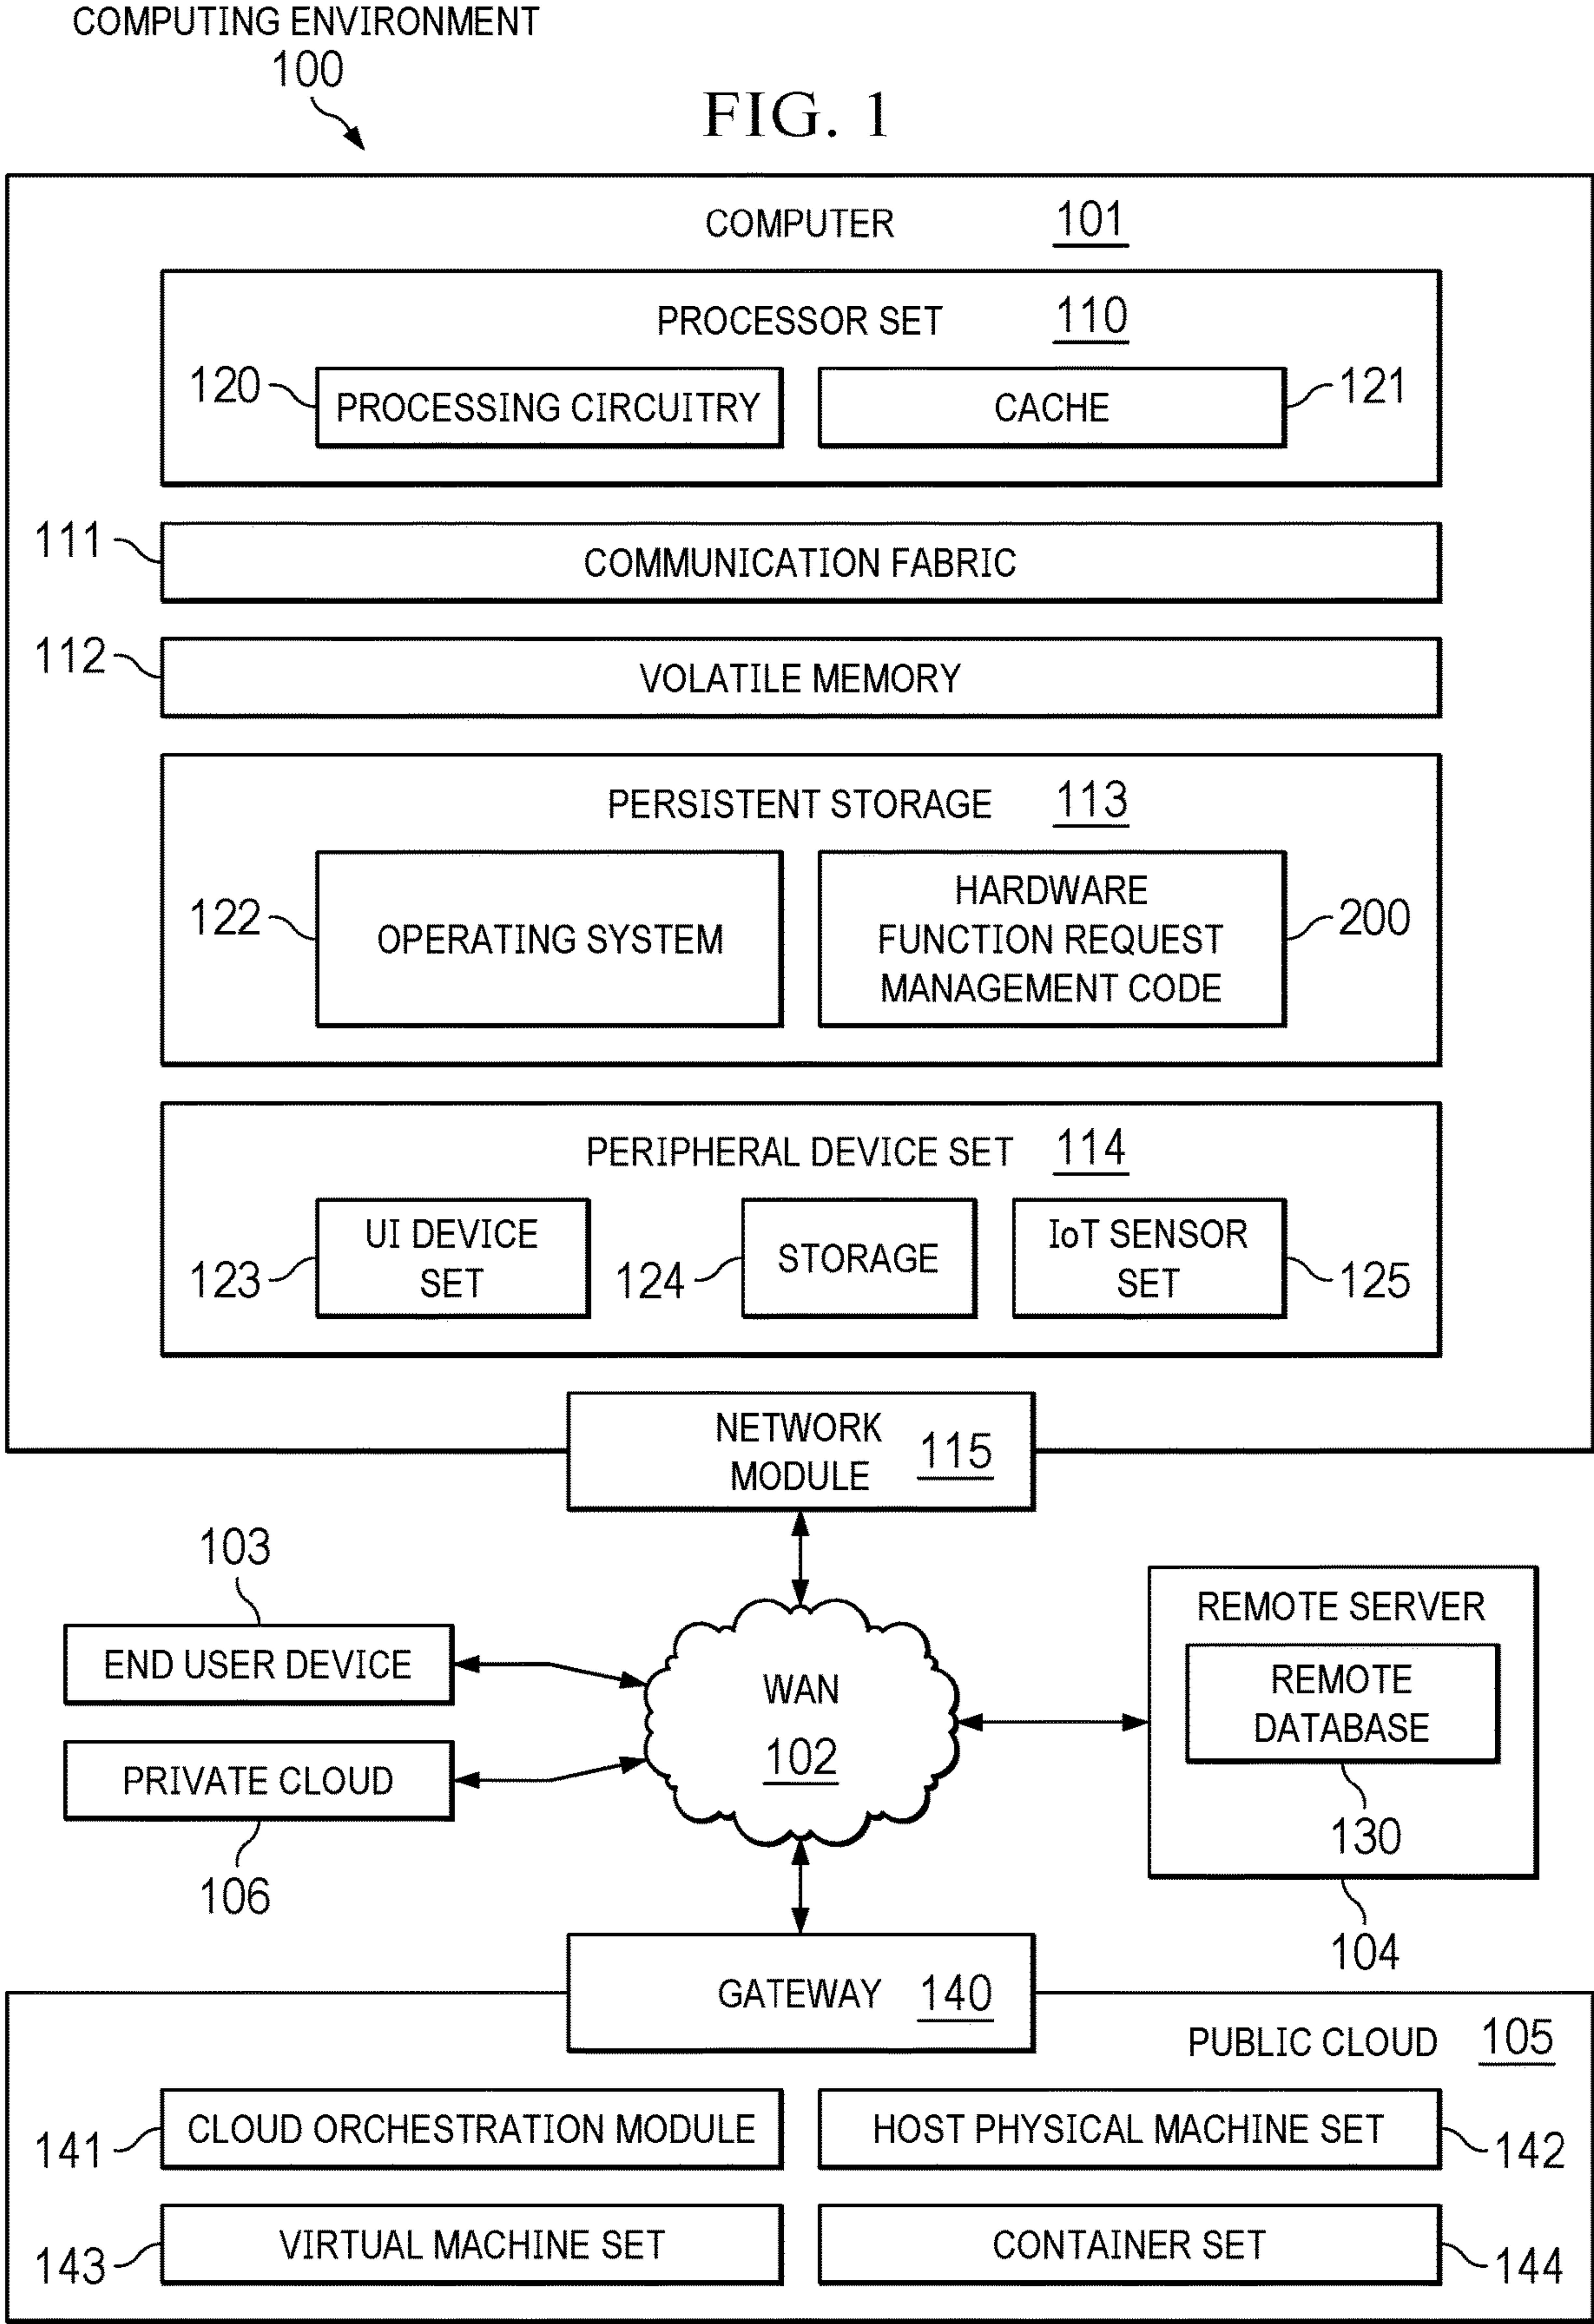 COMPUTING ENVIRONMENT
100
FIG. 1
COMPUTER 101
PROCESSOR SET 110
120 PROCESSING CIRCUITRY CACHE 121
111 COMMUNICATION FABRIC
112 VOLATILE MEMORY
PERSISTENT STORAGE 113
122 OPERATING SYSTEM
HARDWARE
FUNCTION REQUEST
MANAGEMENT CODE
200
PERIPHERAL DEVICE SET 114
123
UI DEVICE
SET
124 STORAGE
IoT SENSOR
SET
125
NETWORK
MODULE
115
103
END USER DEVICE
PRIVATE CLOUD
106
WAN
102
REMOTE SERVER
REMOTE
DATABASE
130
104
GATEWAY 140
PUBLIC CLOUD 105
141 CLOUD ORCHESTRATION MODULE HOST PHYSICAL MACHINE SET 142
143 VIRTUAL MACHINE SET CONTAINER SET 144